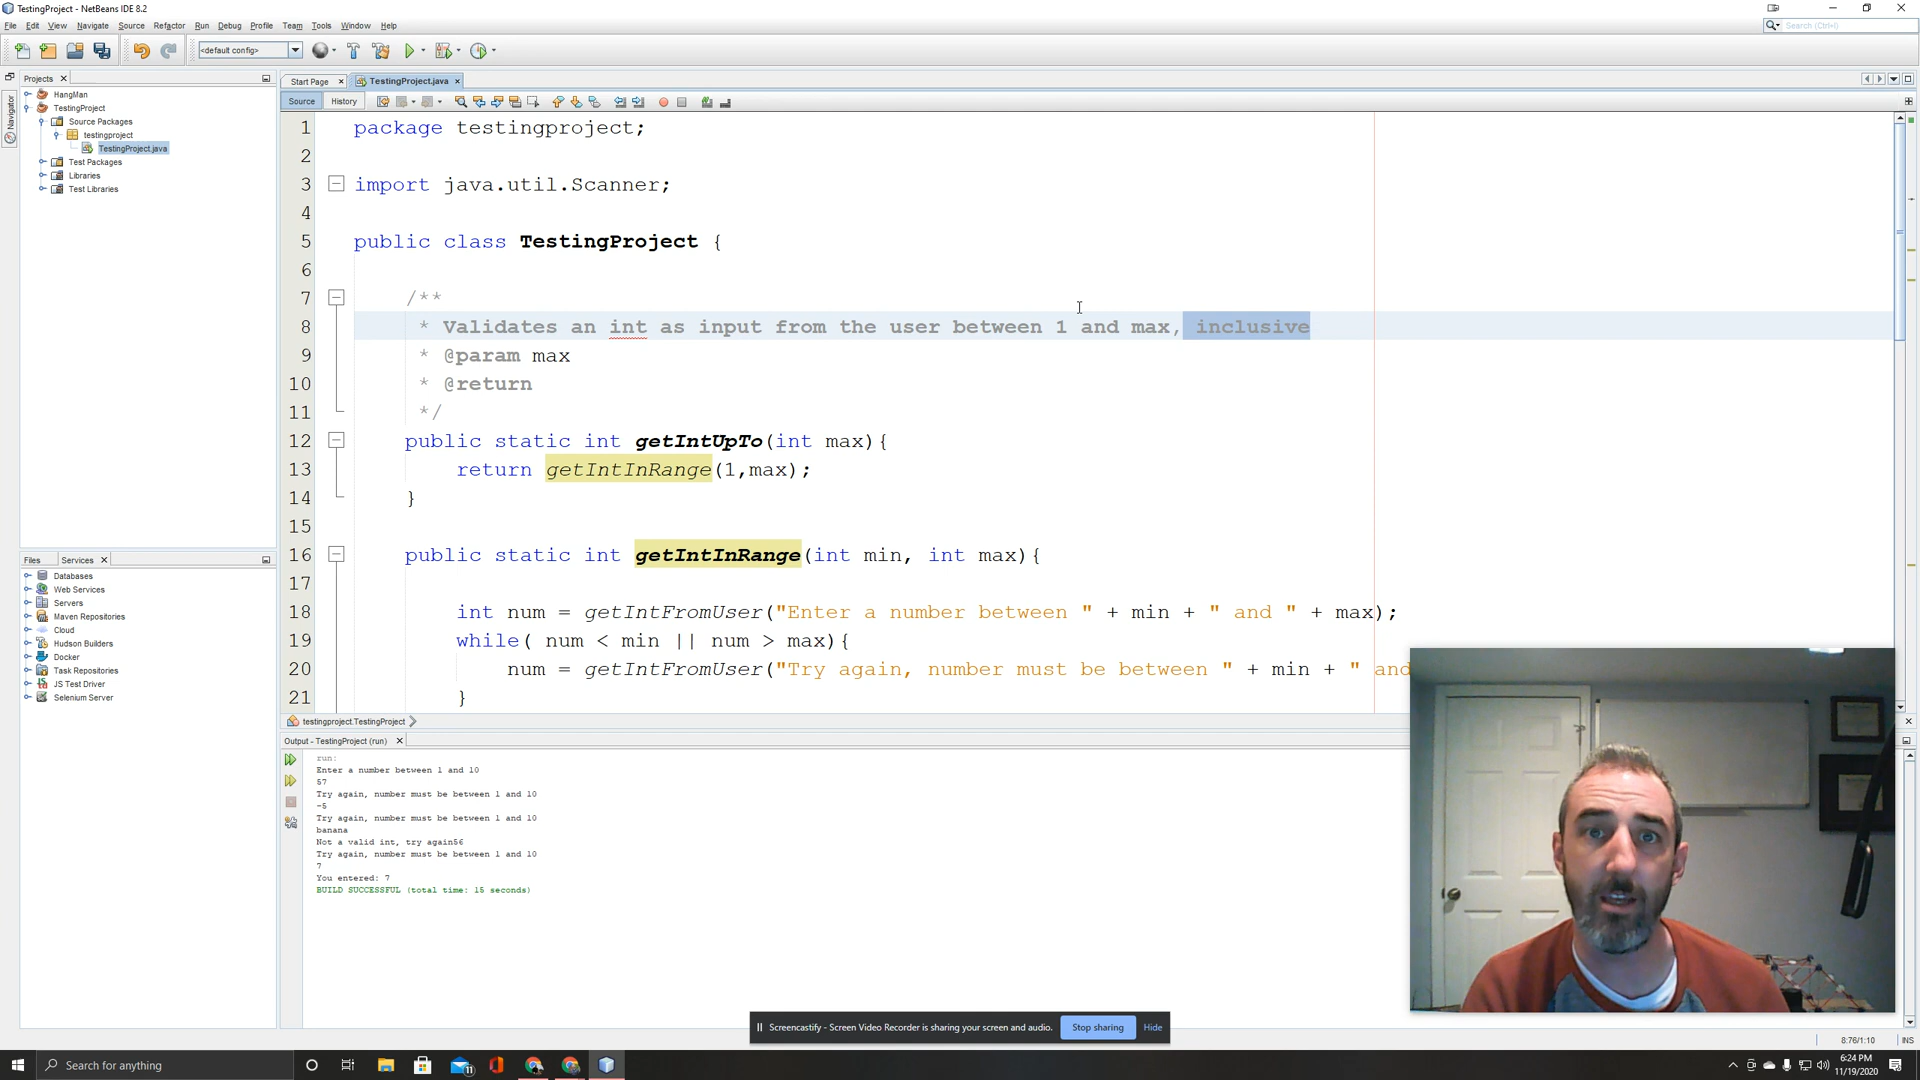 TestingProject - NetBeans IDE 8.2
File Edit View Navigate Source Refactor Run Debug Profile Team Tools Window Help
Search (Ctrl+I)
<default config>
Projects
Start Page
TestingProject.java
Navigator
HangMan
TestingProject
Source Packages
testingproject
TestingProject.java
Test Packages
Libraries
Test Libraries
Source History
1 package testingproject;
2
3 import java.util.Scanner;
4
5 public class TestingProject {
6
7 /**
8 * Validates an int as input from the user between 1 and max, inclusive
9 * @param max
10 * @return
11 */
12 public static int getIntUpTo(int max){
13 return getIntInRange(1,max);
14 }
15
16 public static int getIntInRange(int min, int max){
17
18 int num = getIntFromUser("Enter a number between " + min + " and " + max);
19 while( num < min || num > max){
20 num = getIntFromUser("Try again, number must be between " + min + " and
21 }
testingproject.TestingProject
Files Services
Databases
Web Services
Servers
Maven Repositories
Cloud
Hudson Builders
Docker
Task Repositories
JS Test Driver
Selenium Server
Output - TestingProject (run)
run:
Enter a number between 1 and 10
57
Try again, number must be between 1 and 10
-5
Try again, number must be between 1 and 10
banana
Not a valid int, try again56
Try again, number must be between 1 and 10
7
You entered: 7
BUILD SUCCESSFUL (total time: 15 seconds)
Screencastify - Screen Video Recorder is sharing your screen and audio.
Stop sharing
Hide
8:76/1:10
INS
Search for anything
11
6:24 PM
11/19/2020